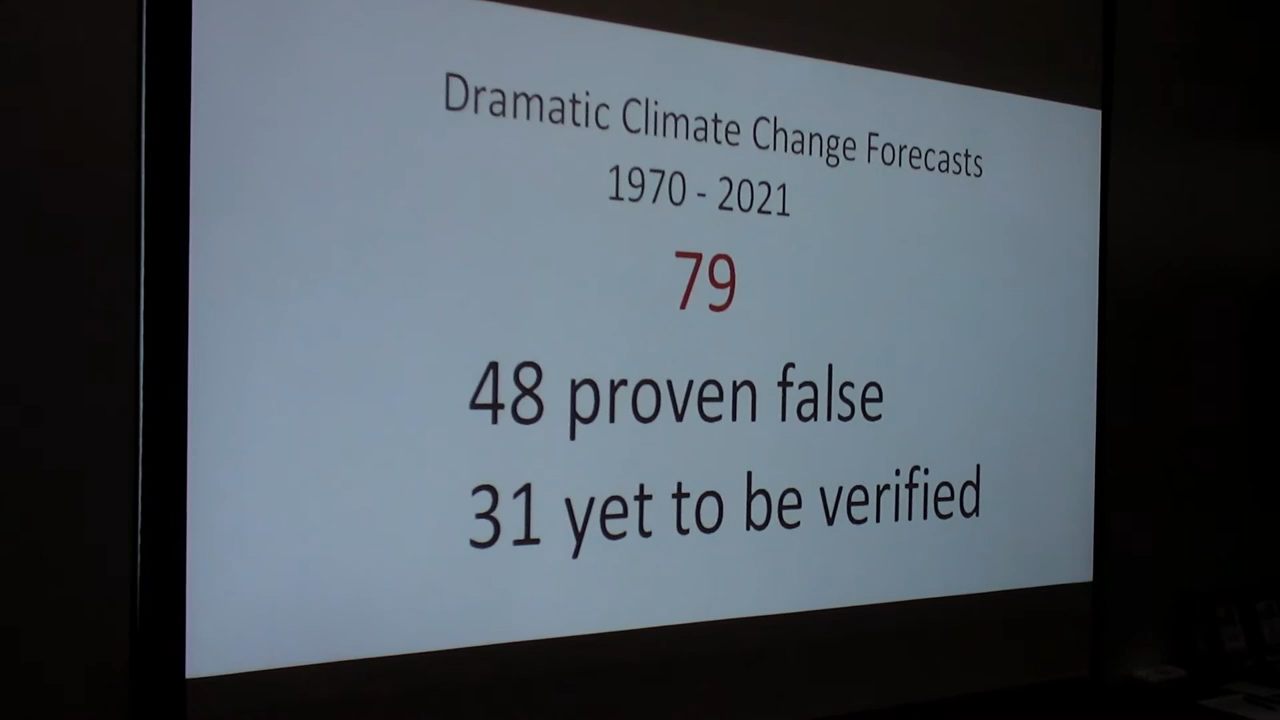 Dramatic Climate Change Forecasts
1970 - 2021
79
48 proven false
31 yet to be verified